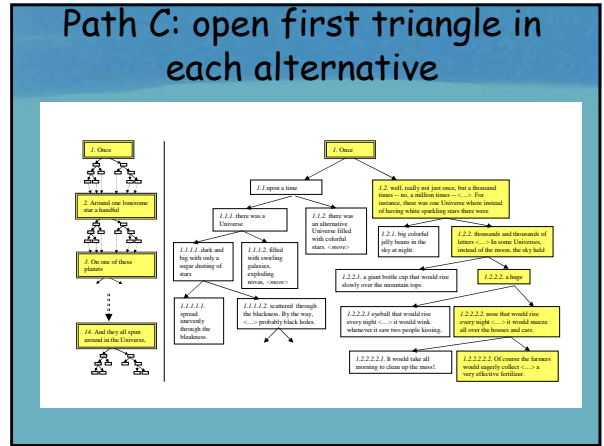 Path C: open first triangle in
each alternative
1. Once
2. Around one lonesome
star a handful
3. On one of these
planets
14. And they all spun
around in the Universe,
1. Once
1.1.upon a time
1.2. well, really not just once, but a thousand
times -- no, a million times -- <...> For
instance, there was one Universe where instead
of having white sparkling stars there were
1.1.1. there was a
Universe
1.1.2. there was
an alternative
Universe filled
with colorful
stars. <more>
1.2.1. big colorful
jelly beans in the
sky at night.
1.2.2. thousands and thousands of
letters <...> In some Universes,
instead of the moon, the sky held
1.1.1.1. dark and
big with only a
sugar dusting of
stars
1.1.1.2. filled
with swirling
galaxies,
exploding
novas, <more>
1.2.2.1. a giant bottle cap that would rise
slowly over the mountain tops.
1.2.2.2. a huge
1.1.1.1.1.
spread
unevenly
through the
bleakness.
1.1.1.1.2. scattered through
the blackness. By the way,
<...> probably black holes.
1.2.2.2.1 eyeball that would rise
every night <...> it would wink
whenever it saw two people kissing.
1.2.2.2.2. nose that would rise
every night <...> it would sneeze
all over the houses and cars.
1.2.2.2.2.1. It would take all
morning to clean up the mess!.
1.2.2.2.2.2. Of course the farmers
would eagerly collect <...> a
very effective fertilizer.